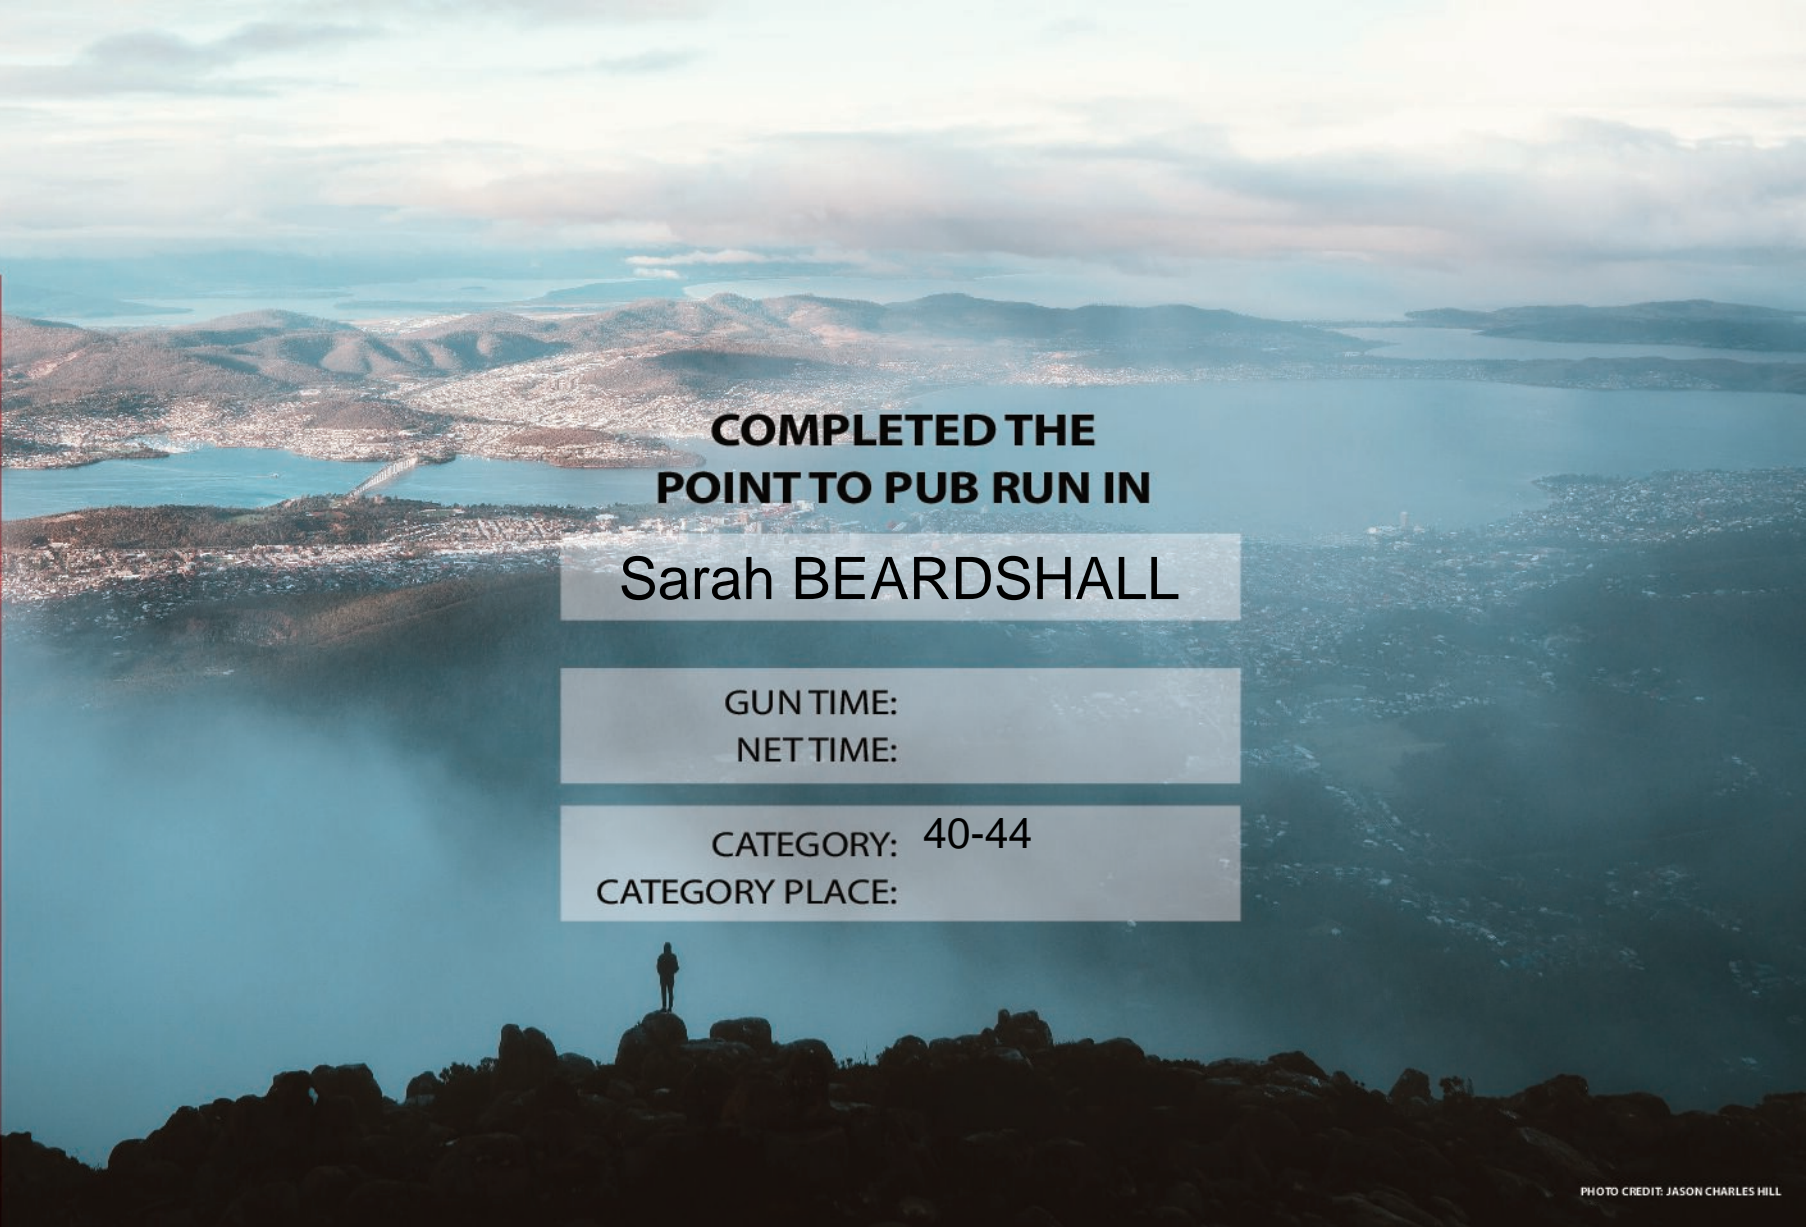 COMPLETED THE
POINT TO PUB RUN IN
Sarah BEARDSHALL
GUN TIME:
NET TIME:
CATEGORY: 40-44
CATEGORY PLACE:
PHOTO CREDIT: JASON CHARLES HILL